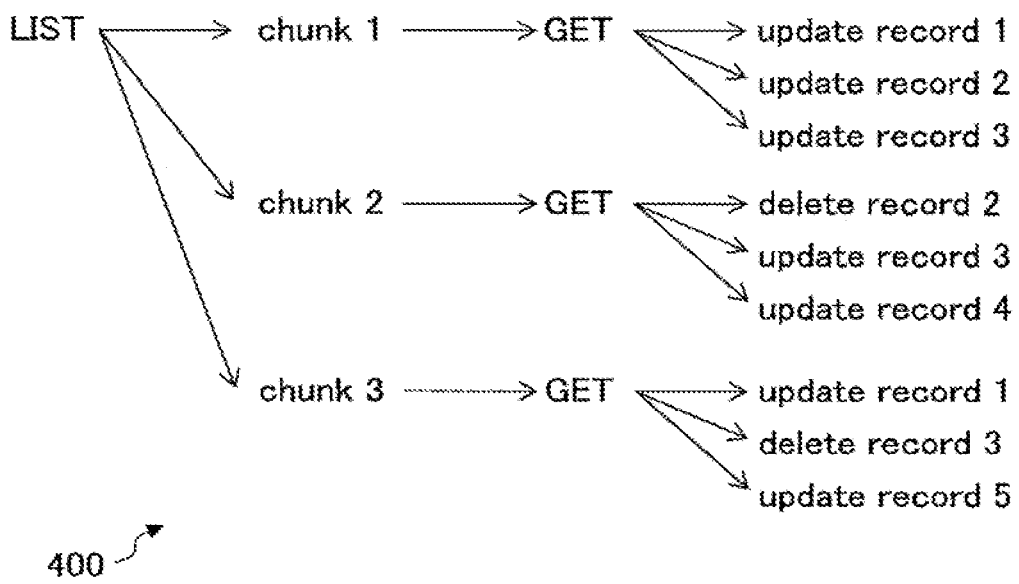 LIST chunk 1 GET update record 1
update record 2
update record 3
chunk 2 GET delete record 2
update record 3
update record 4
chunk 3 GET update record 1
delete record 3
update record 5
400